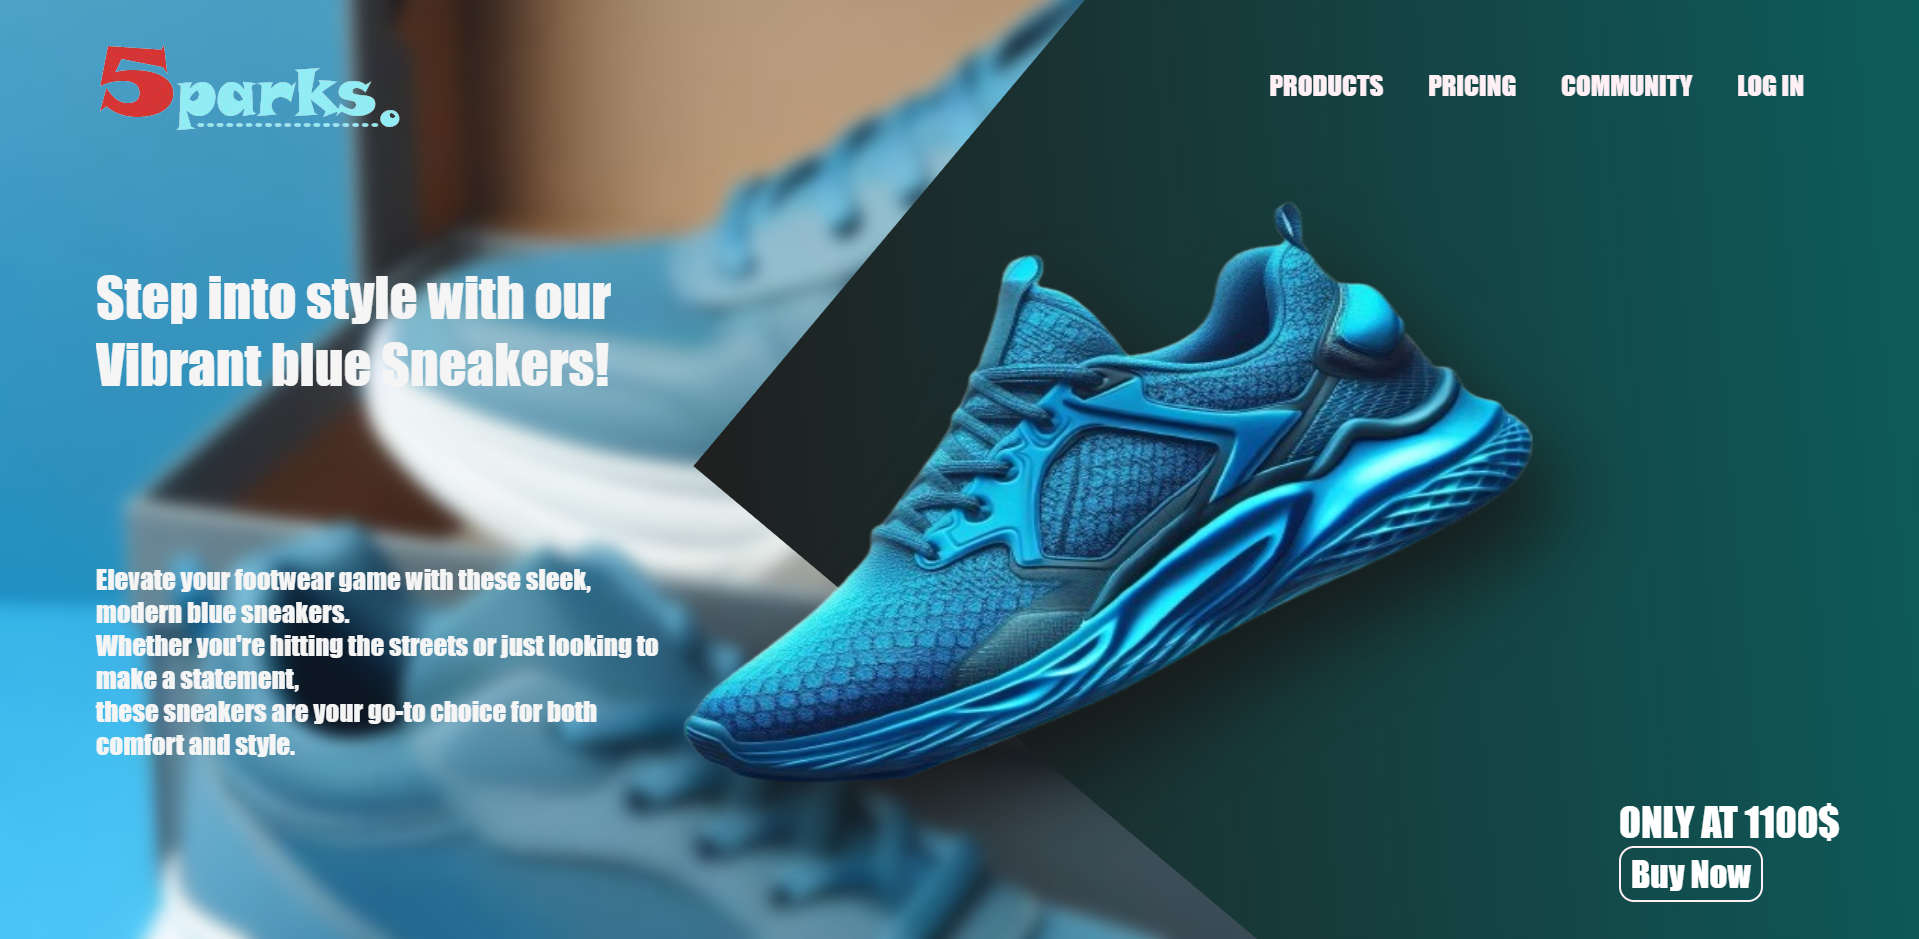 5parks.
PRODUCTS PRICING COMMUNITY LOG IN
Step into style with our
Vibrant blue Sneakers!
Elevate your footwear game with these sleek,
modern blue sneakers.
Whether you're hitting the streets or just looking to
make a statement,
these sneakers are your go-to choice for both
comfort and style.
ONLY AT 1100$
Buy Now